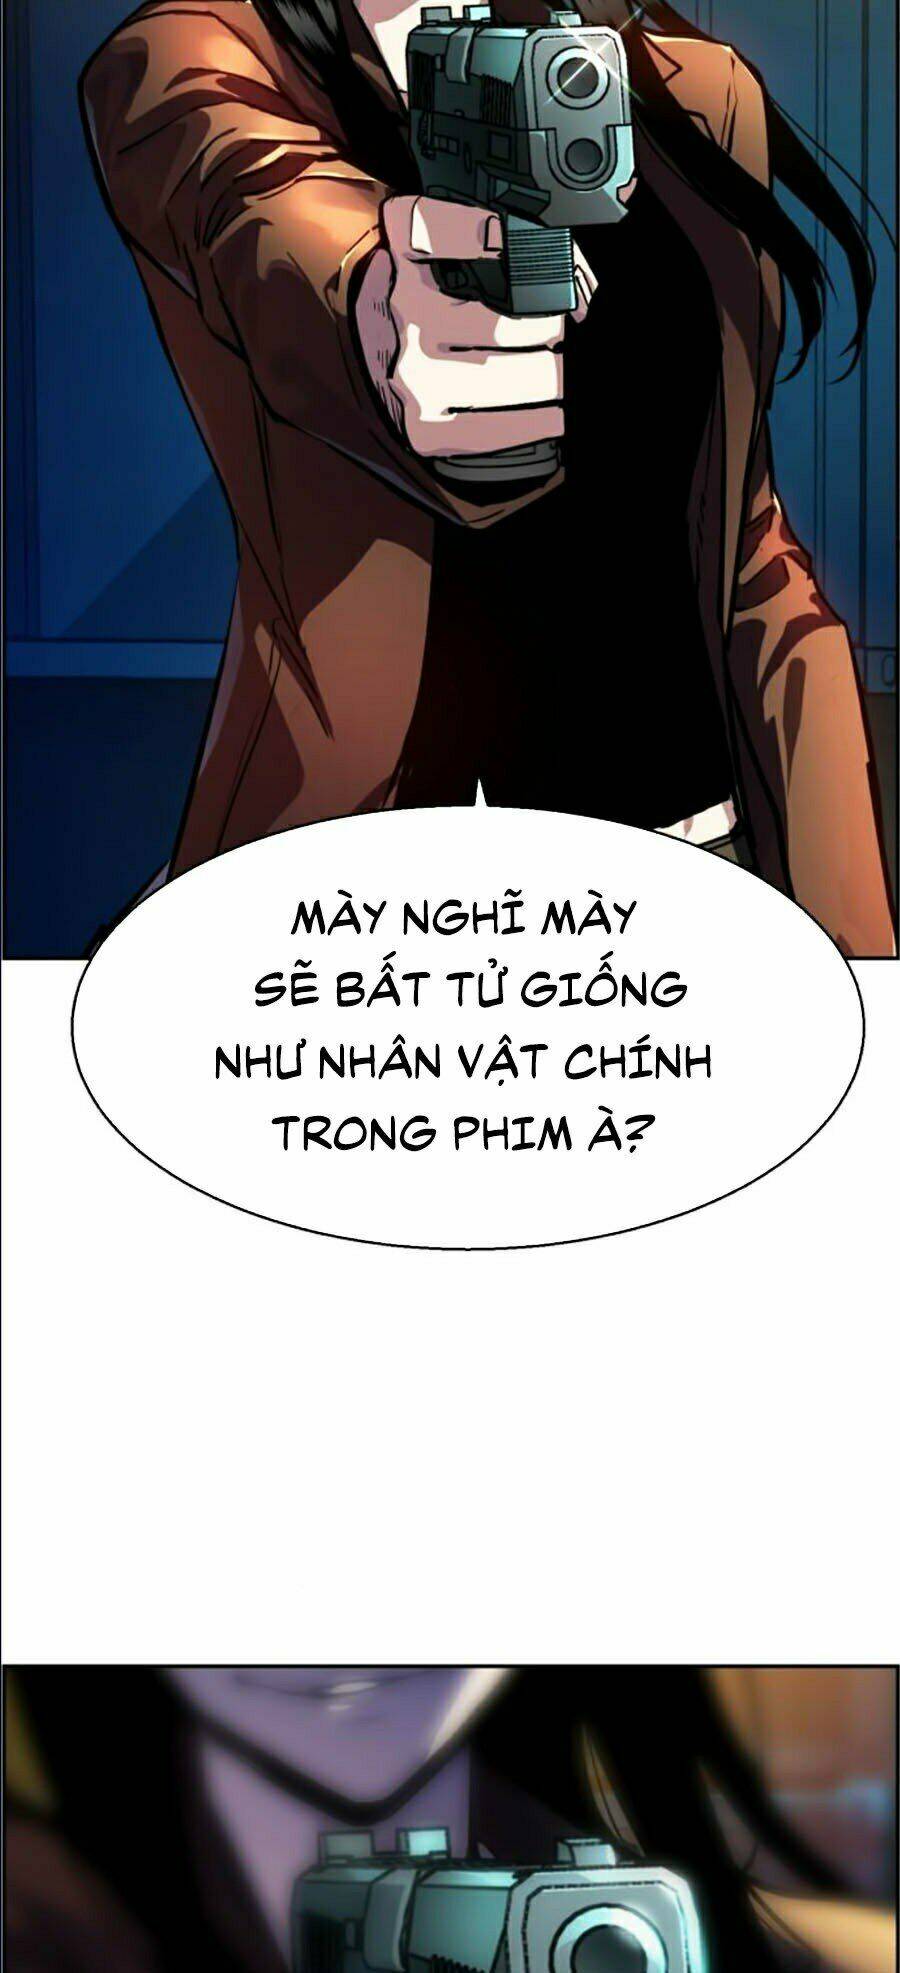 MÀY NGHĨ MÀY
SẼ BẤT TỬ GIỐNG
NHƯ NHÂN VẬT CHÍNH
TRONG PHIM À?